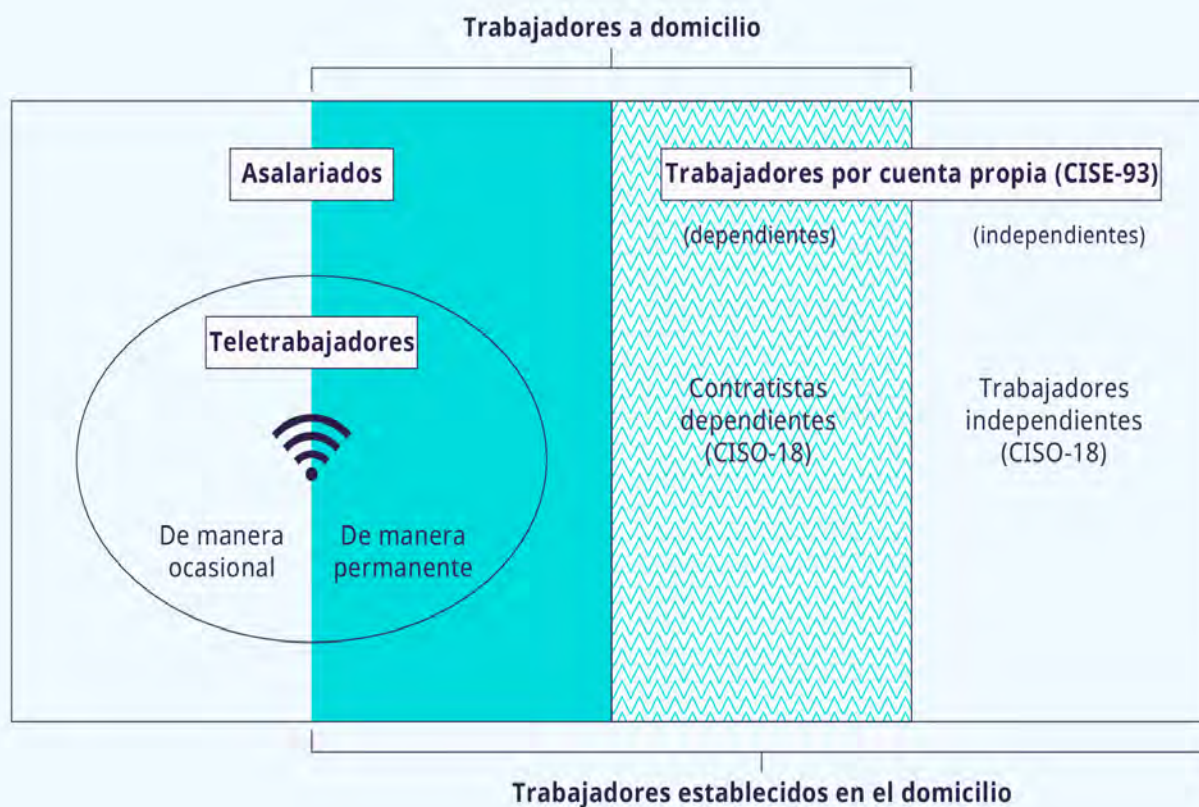 Trabajadores a domicilio
Asalariados
Trabajadores por cuenta propia (CISE-93)
(dependientes)
(independientes)
Teletrabajadores
De manera
ocasional
De manera
permanente
Contratistas
dependientes
(CISO-18)
Trabajadores
independientes
(CISO-18)
Trabajadores establecidos en el domicilio